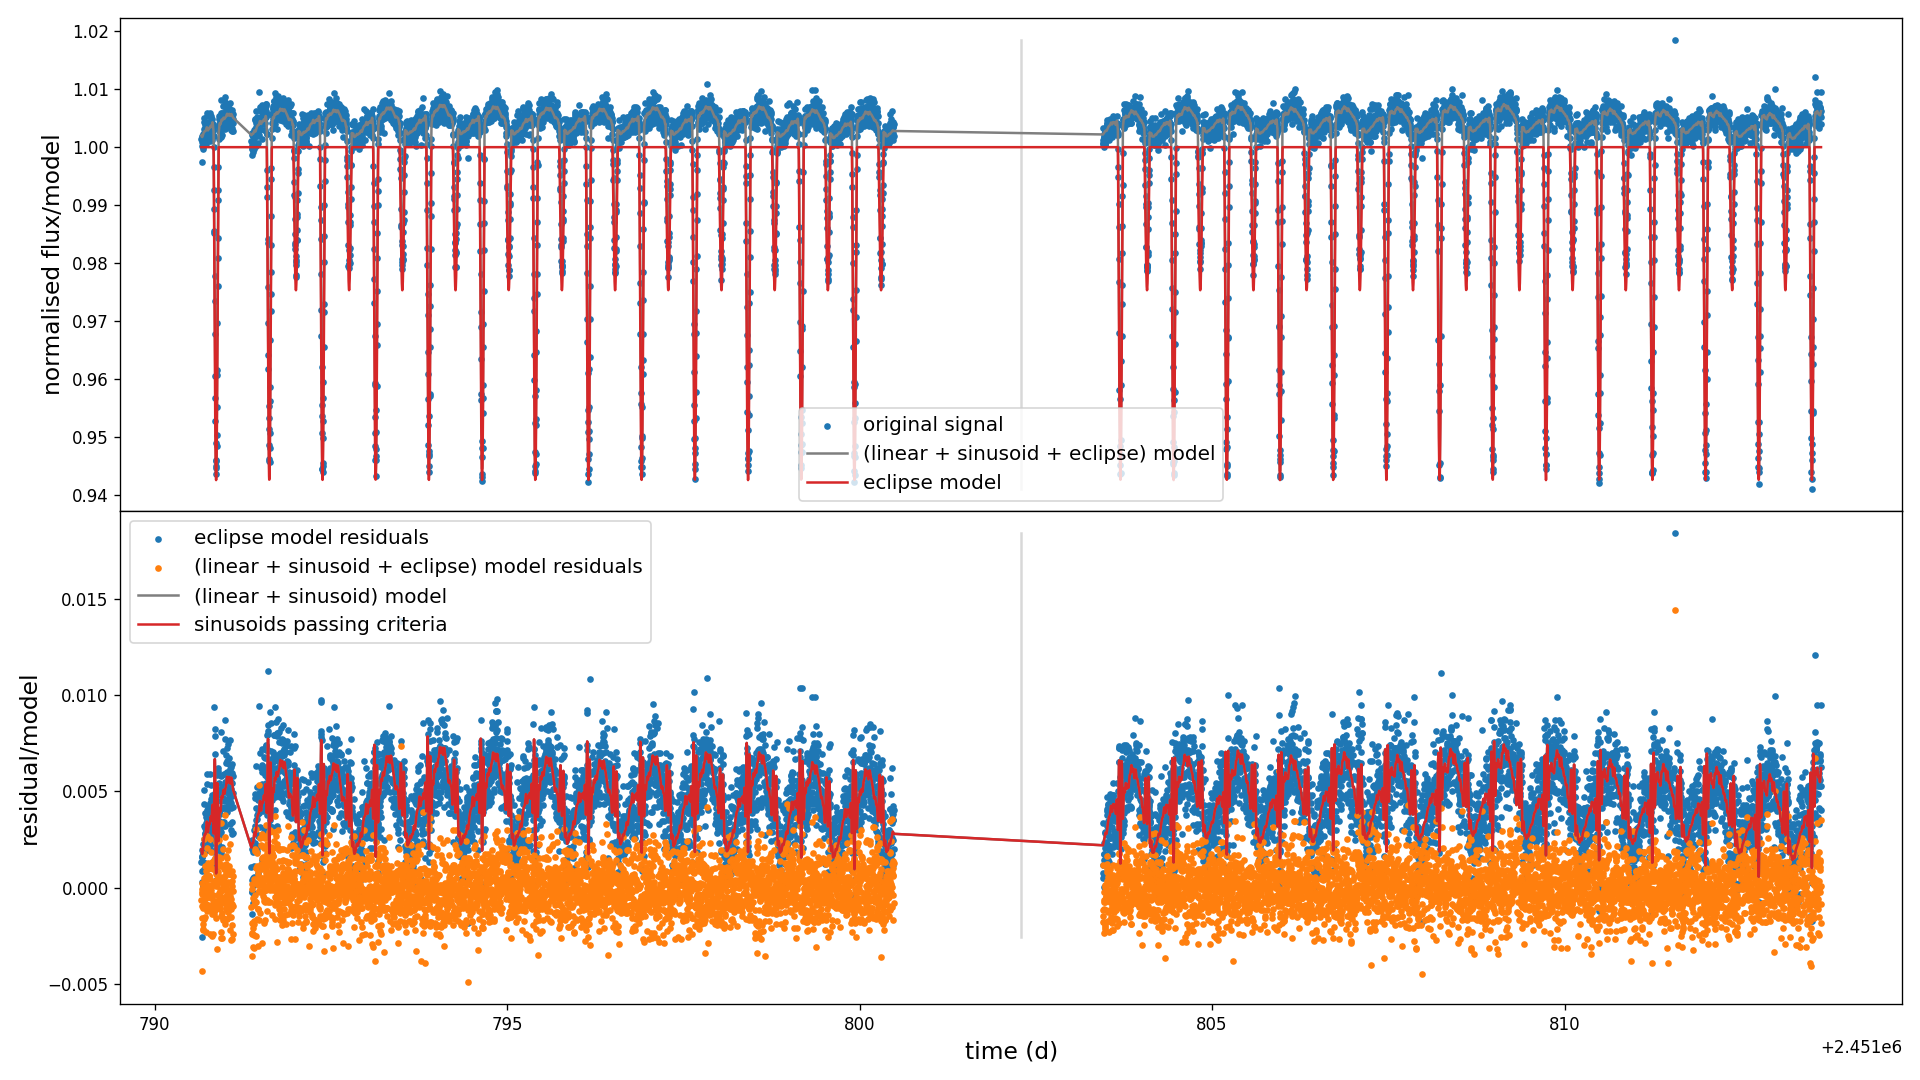 1.02
1.01
1.00
0.99
0.98
0.97
0.96
0.95
0.94
normalised flux/model
original signal
(linear + sinusoid + eclipse) model
eclipse model
eclipse model residuals
(linear + sinusoid + eclipse) model residuals
(linear + sinusoid) model
sinusoids passing criteria
0.015
0.010
0.005
0.000
−0.005
residual/model
790
795
800
805
810
time (d)
+2.451e6